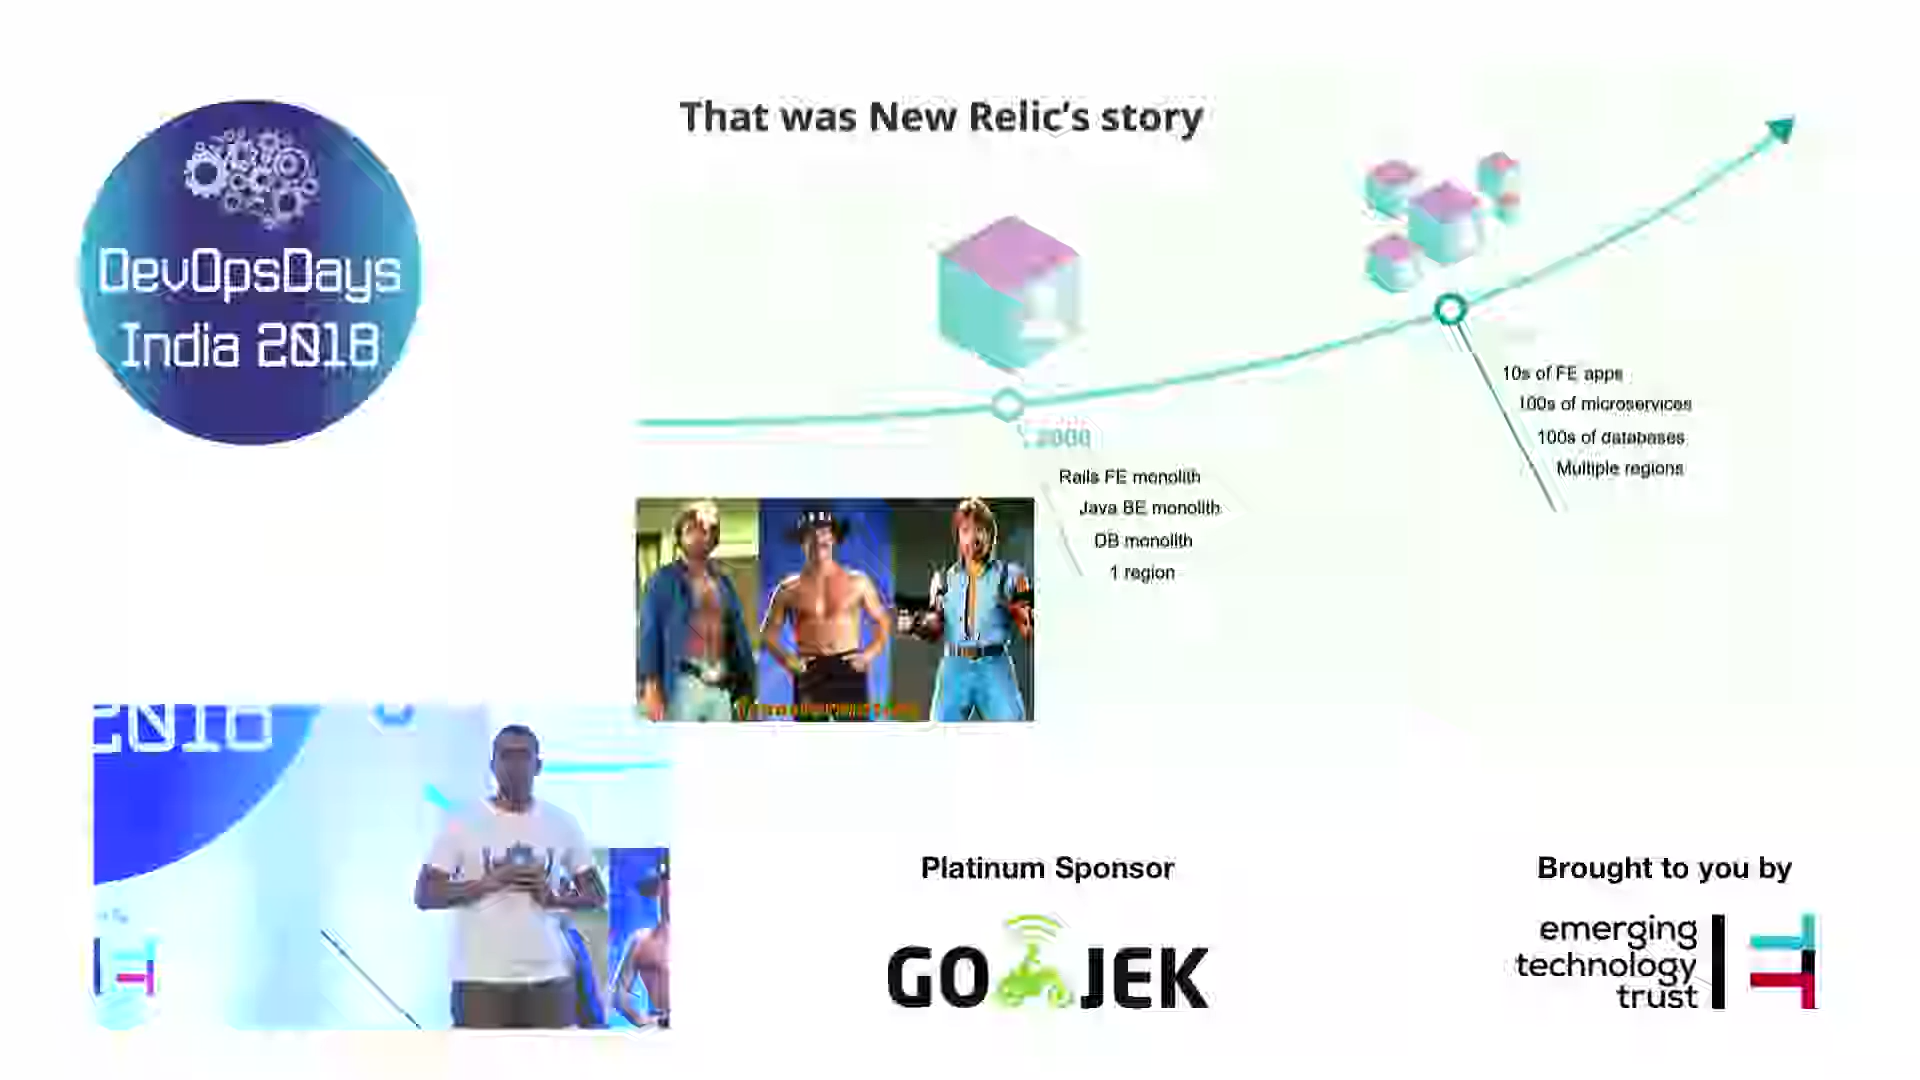 That was New Relic's story
DevOpsDays
India 2018
10s of FE apps
100s of microservices
100s of databases
Multiple regions
Rails FE monolith
Java BE monolith
DB monolith
1 region
2018
Platinum Sponsor
GO JEK
Brought to you by
emerging
technology
trust